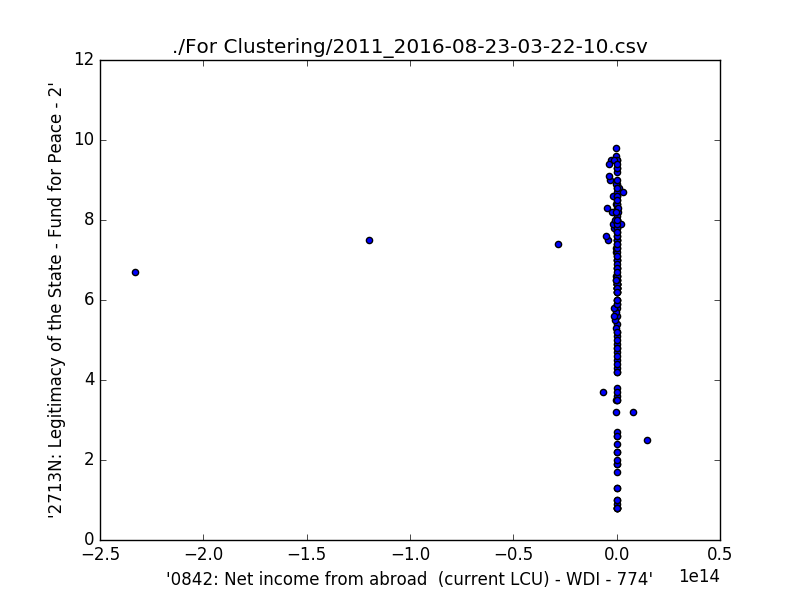 ./For Clustering/2011_2016-08-23-03-22-10.csv
12
10
8
6
4
2
0
'2713N: Legitimacy of the State - Fund for Peace - 2'
−2.5 −2.0 −1.5 −1.0 −0.5 0.0 0.5
1e14
'0842: Net income from abroad  (current LCU) - WDI - 774'